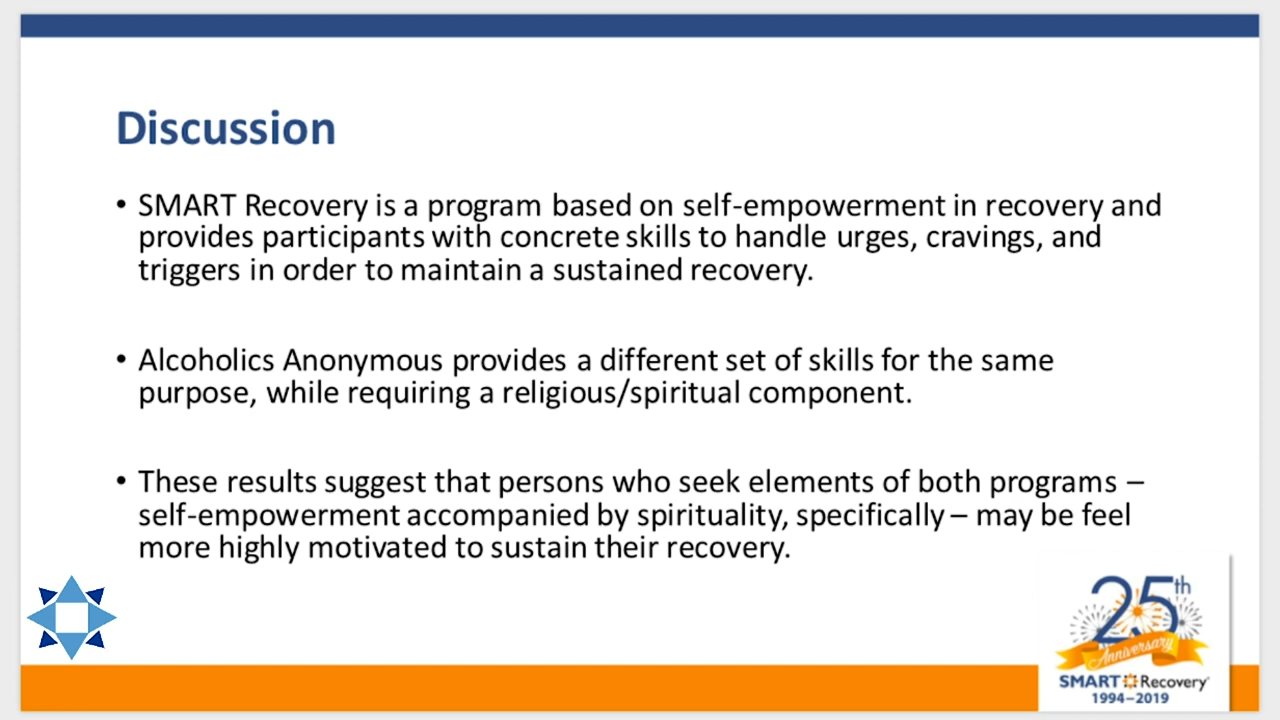 Discussion
• SMART Recovery is a program based on self-empowerment in recovery and
provides participants with concrete skills to handle urges, cravings, and
triggers in order to maintain a sustained recovery.
• Alcoholics Anonymous provides a different set of skills for the same
purpose, while requiring a religious/spiritual component.
• These results suggest that persons who seek elements of both programs –
self-empowerment accompanied by spirituality, specifically – may be feel
more highly motivated to sustain their recovery.
25th
Anniversary
SMART Recovery
1994–2019